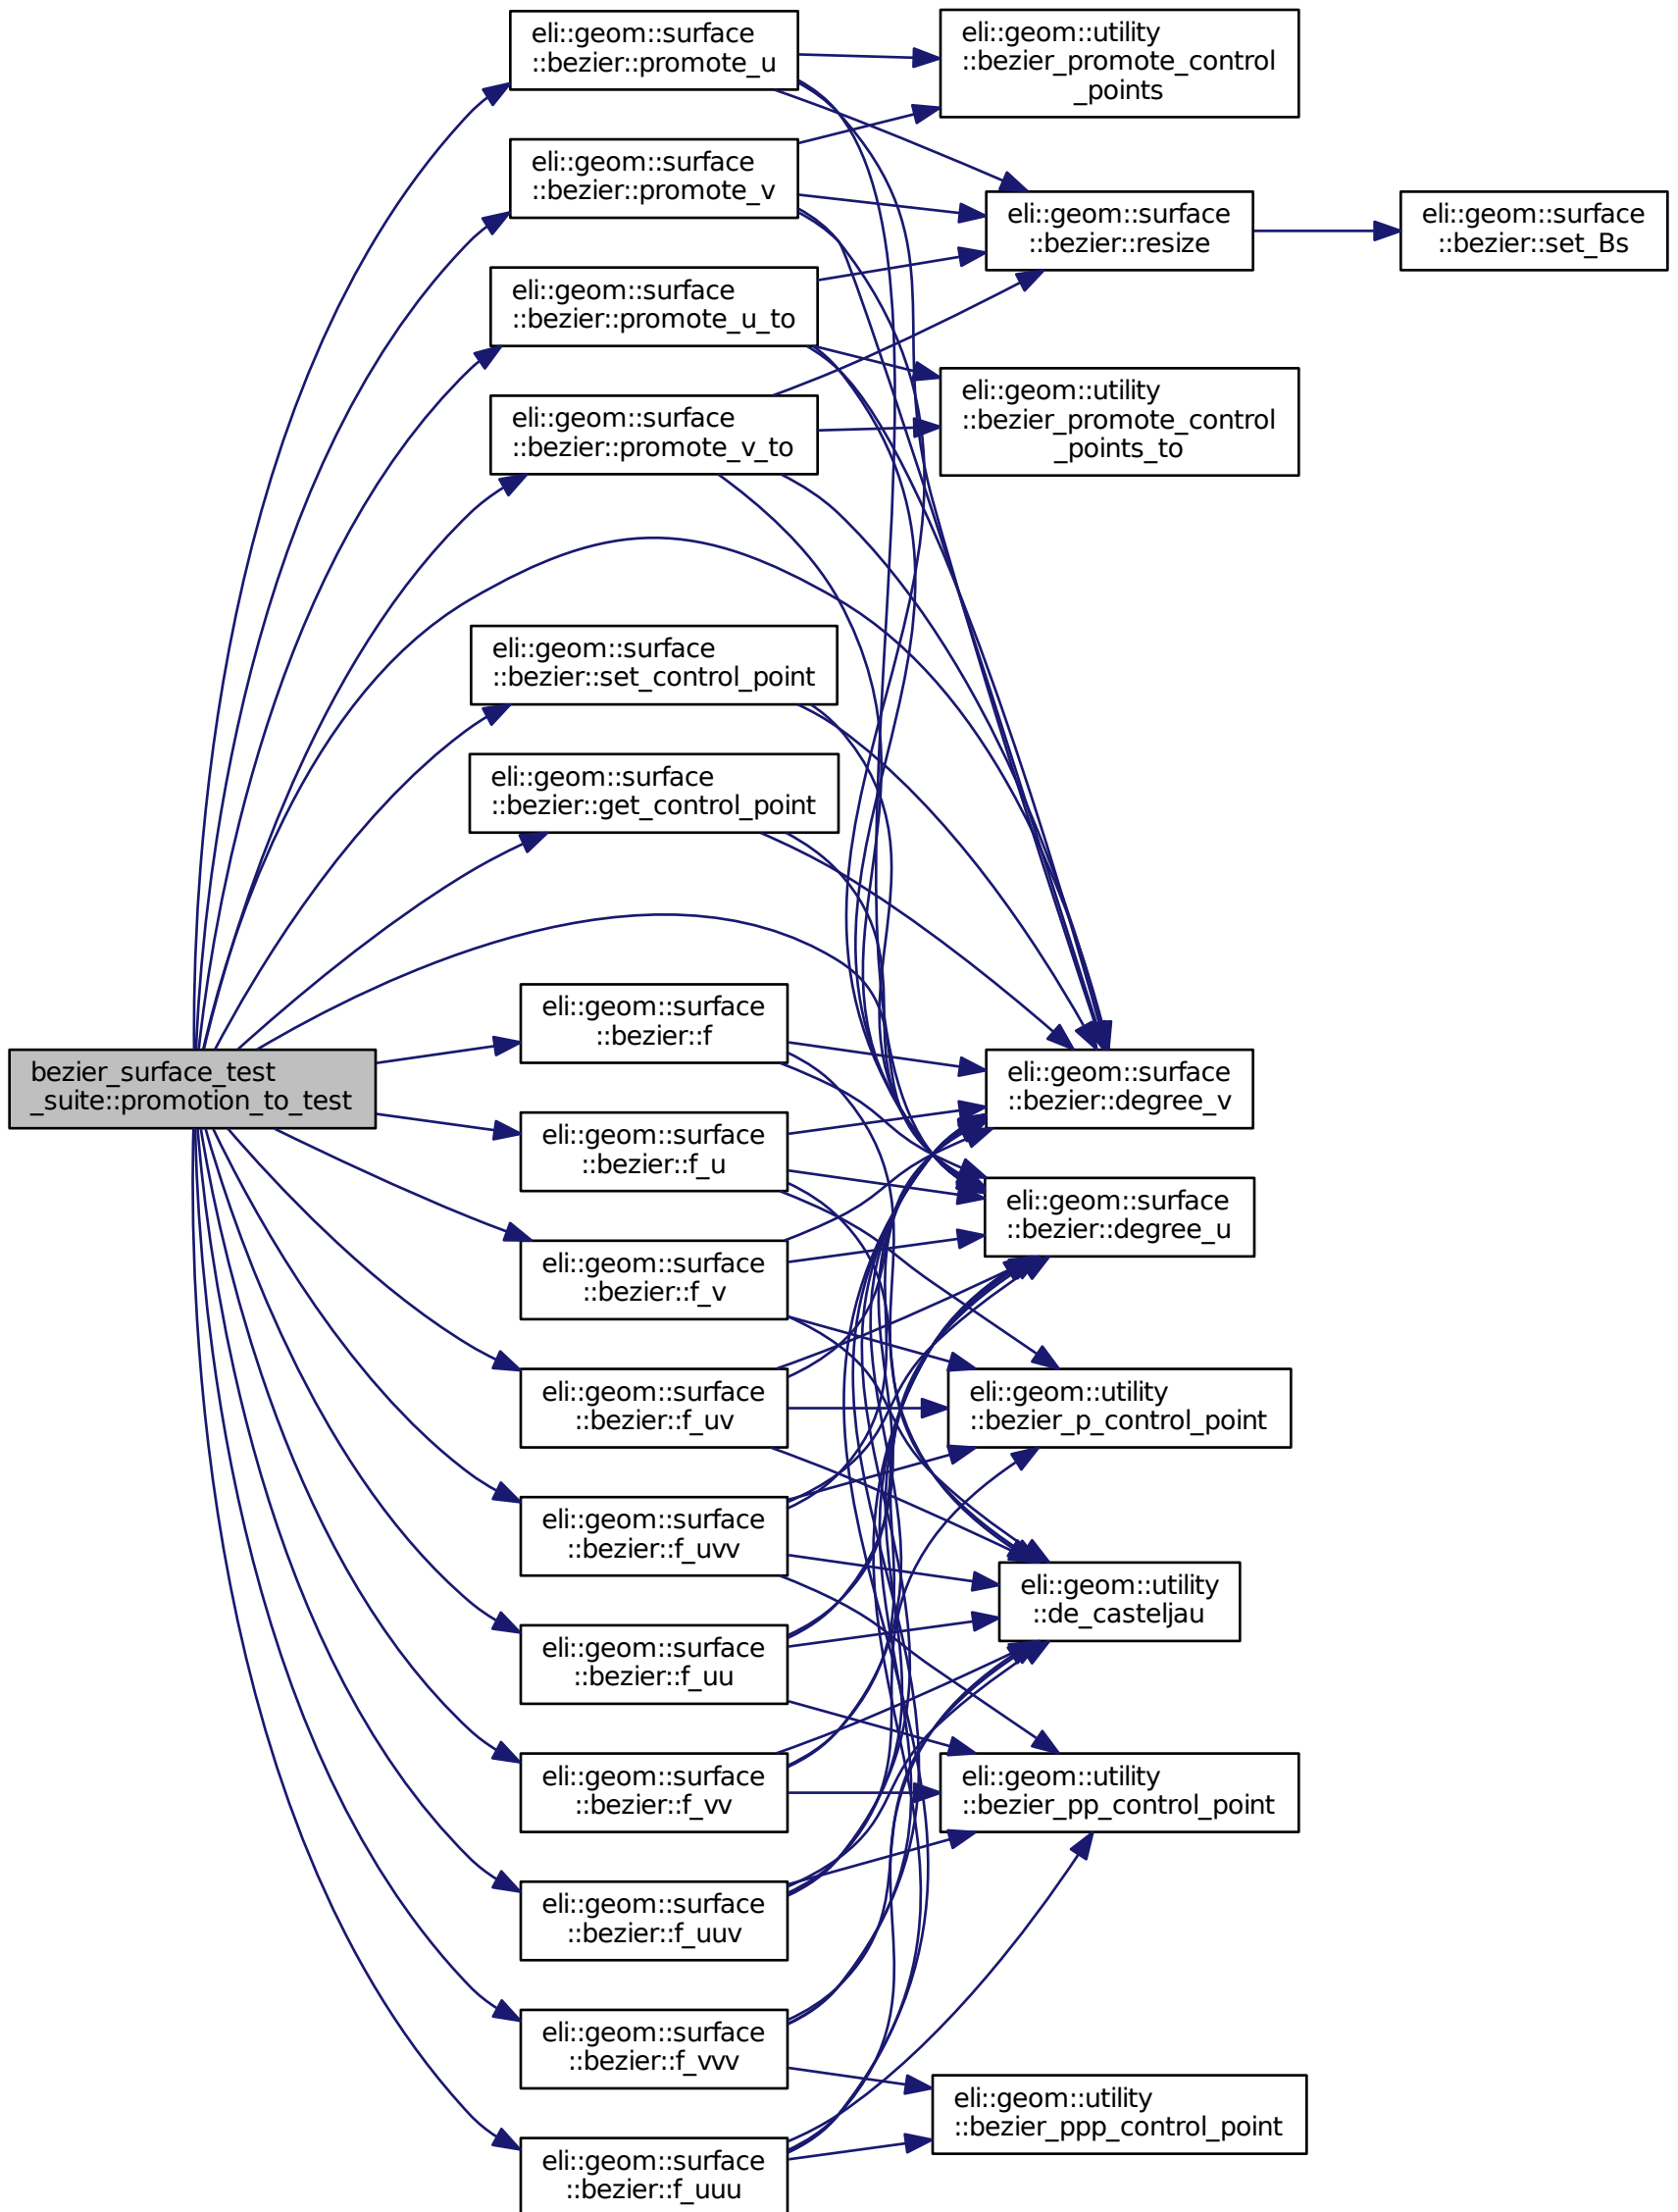 eli::geom::surface
::bezier::promote_u
eli::geom::utility
::bezier_promote_control
_points
eli::geom::surface
::bezier::promote_v
eli::geom::surface
::bezier::resize
eli::geom::surface
::bezier::set_Bs
eli::geom::surface
::bezier::promote_u_to
eli::geom::utility
::bezier_promote_control
_points_to
eli::geom::surface
::bezier::promote_v_to
eli::geom::surface
::bezier::set_control_point
eli::geom::surface
::bezier::get_control_point
eli::geom::surface
::bezier::f
bezier_surface_test
_suite::promotion_to_test
eli::geom::surface
::bezier::degree_v
eli::geom::surface
::bezier::f_u
eli::geom::surface
::bezier::degree_u
eli::geom::surface
::bezier::f_v
eli::geom::surface
::bezier::f_uv
eli::geom::utility
::bezier_p_control_point
eli::geom::surface
::bezier::f_uvv
eli::geom::utility
::de_casteljau
eli::geom::surface
::bezier::f_uu
eli::geom::surface
::bezier::f_vv
eli::geom::utility
::bezier_pp_control_point
eli::geom::surface
::bezier::f_uuv
eli::geom::surface
::bezier::f_vvv
eli::geom::utility
::bezier_ppp_control_point
eli::geom::surface
::bezier::f_uuu